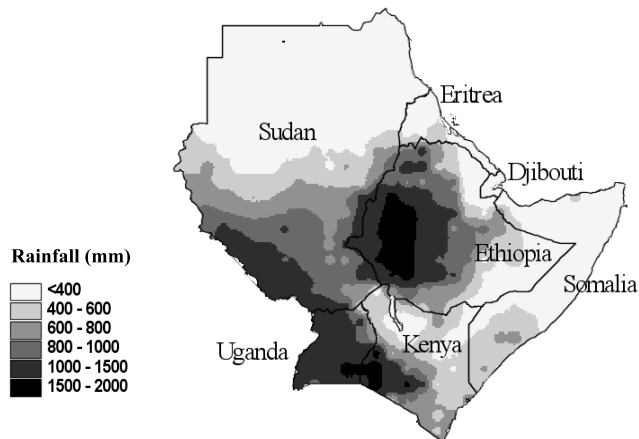 Eritrea
Sudan
Djibouti
Ethiopia
Somalia
Kenya
Uganda
Rainfall (mm)
<400
400 - 600
600 - 800
800 - 1000
1000 - 1500
1500 - 2000